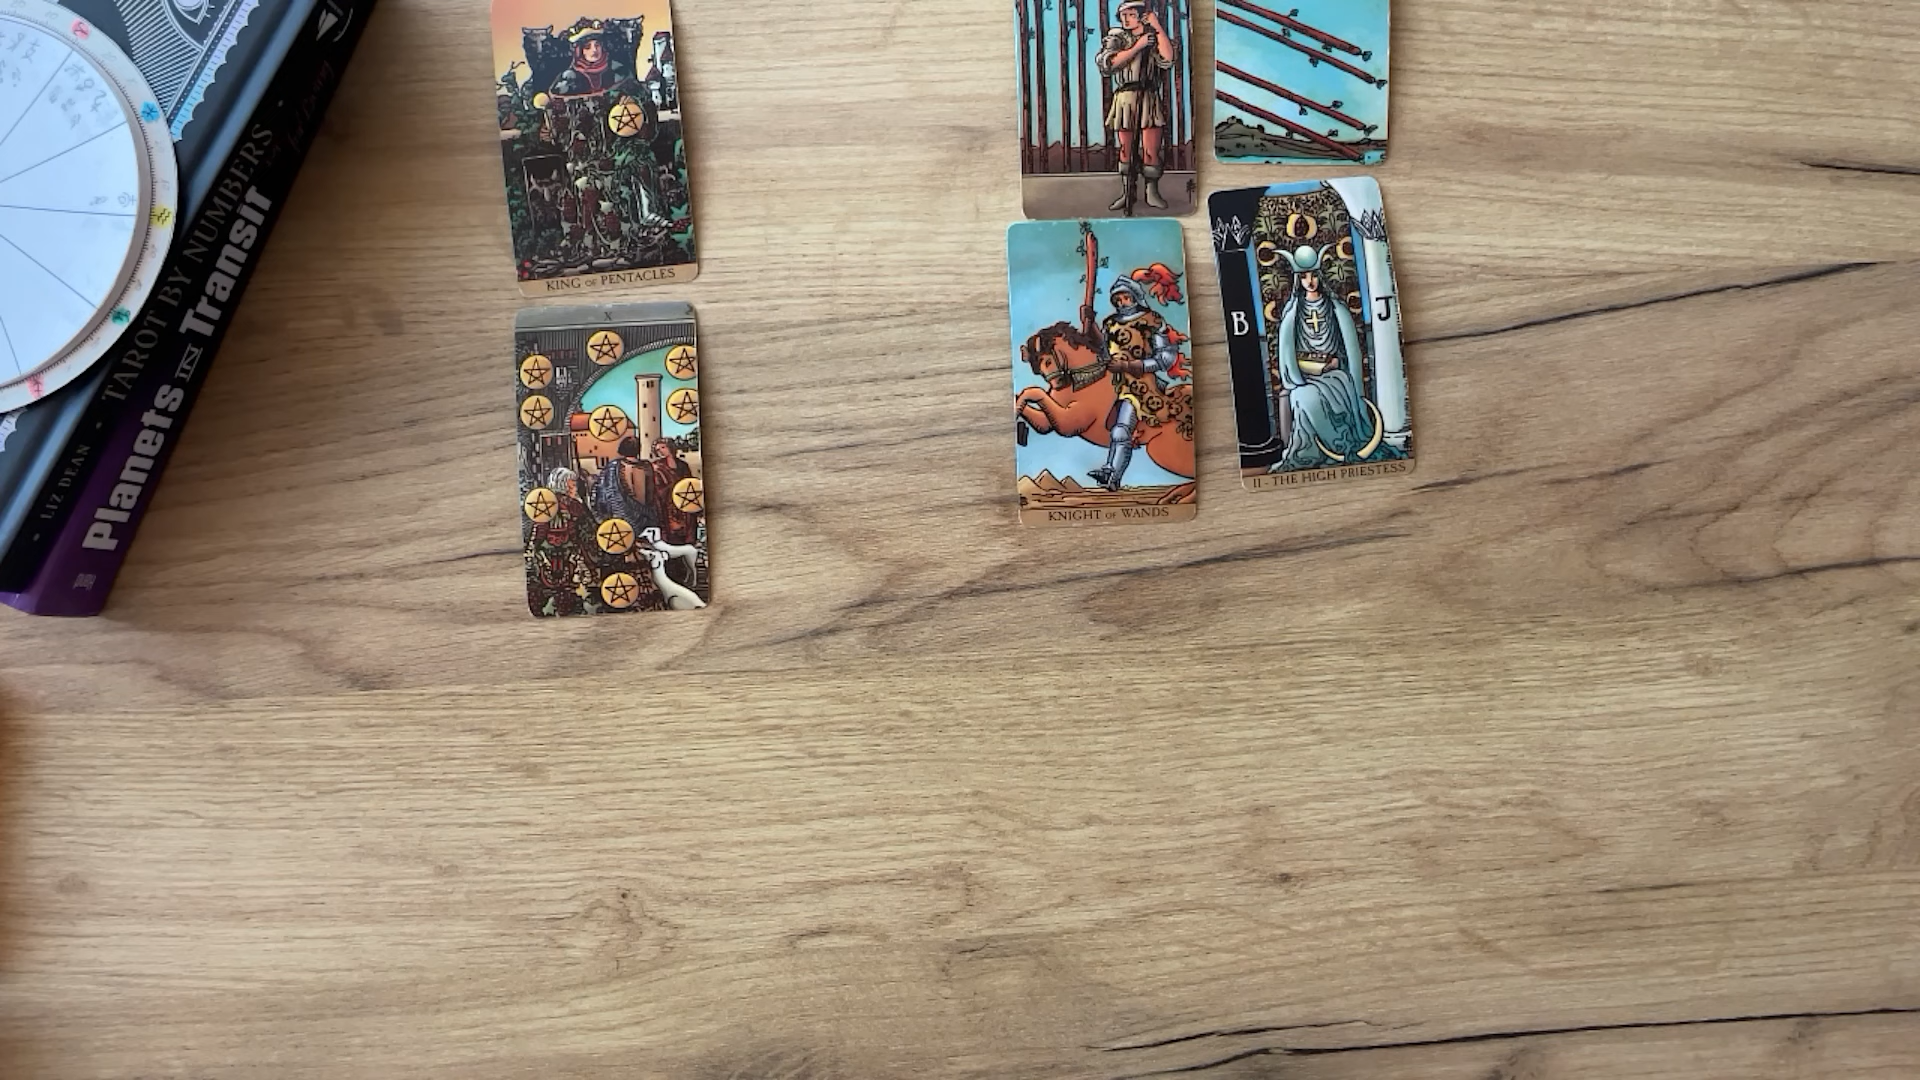 TAROT BY NUMBERS
LIZ DEAN
Planets IN Transit
KING OF PENTACLES
X
KNIGHT OF WANDS
B
J
II - THE HIGH PRIESTESS